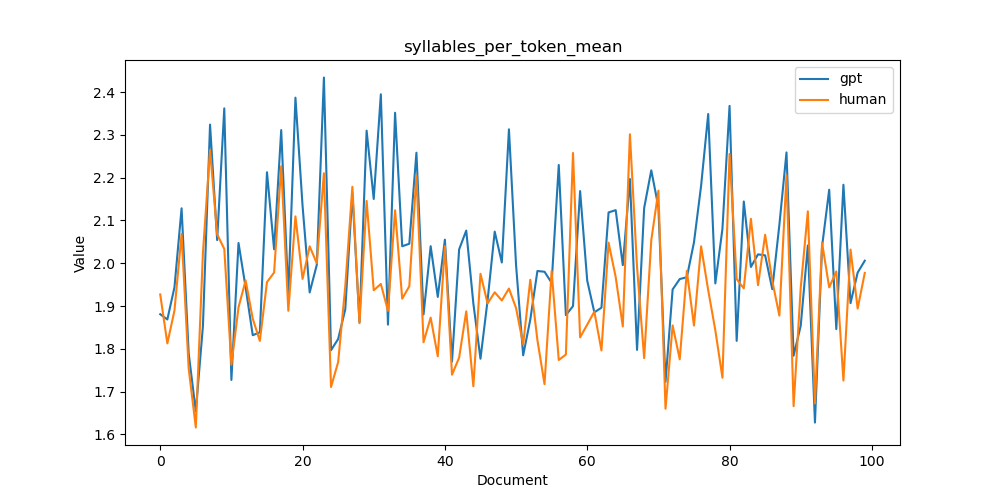 syllables_per_token_mean
gpt
human
Value
2.4
2.3
2.2
2.1
2.0
1.9
1.8
1.7
1.6
0 20 40 60 80 100
Document